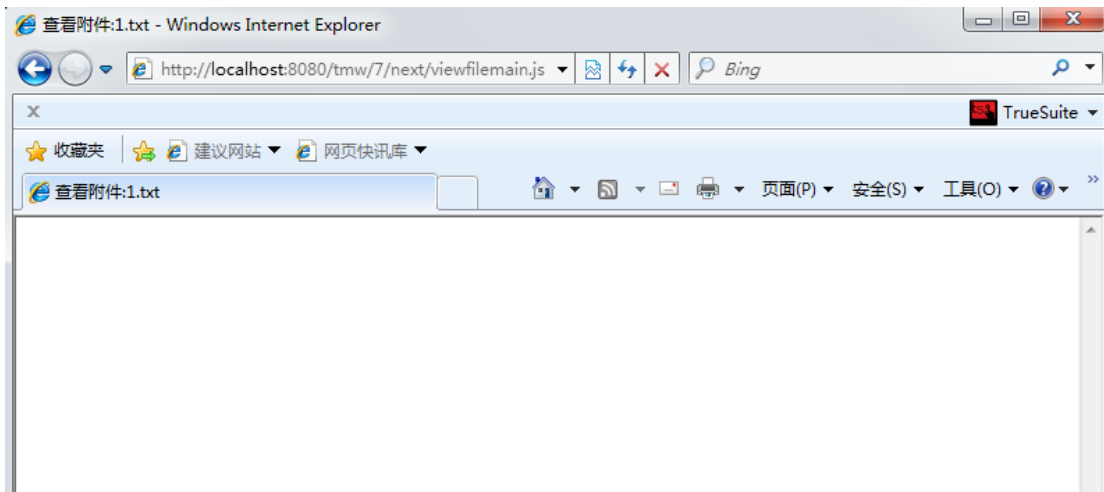 查看附件:1.txt - Windows Internet Explorer
http://localhost:8080/tmw/7/next/viewfilemain.js Bing
x TrueSuite
收藏夹 建议网站 网页快讯库
查看附件:1.txt 页面(P) 安全(S) 工具(O)